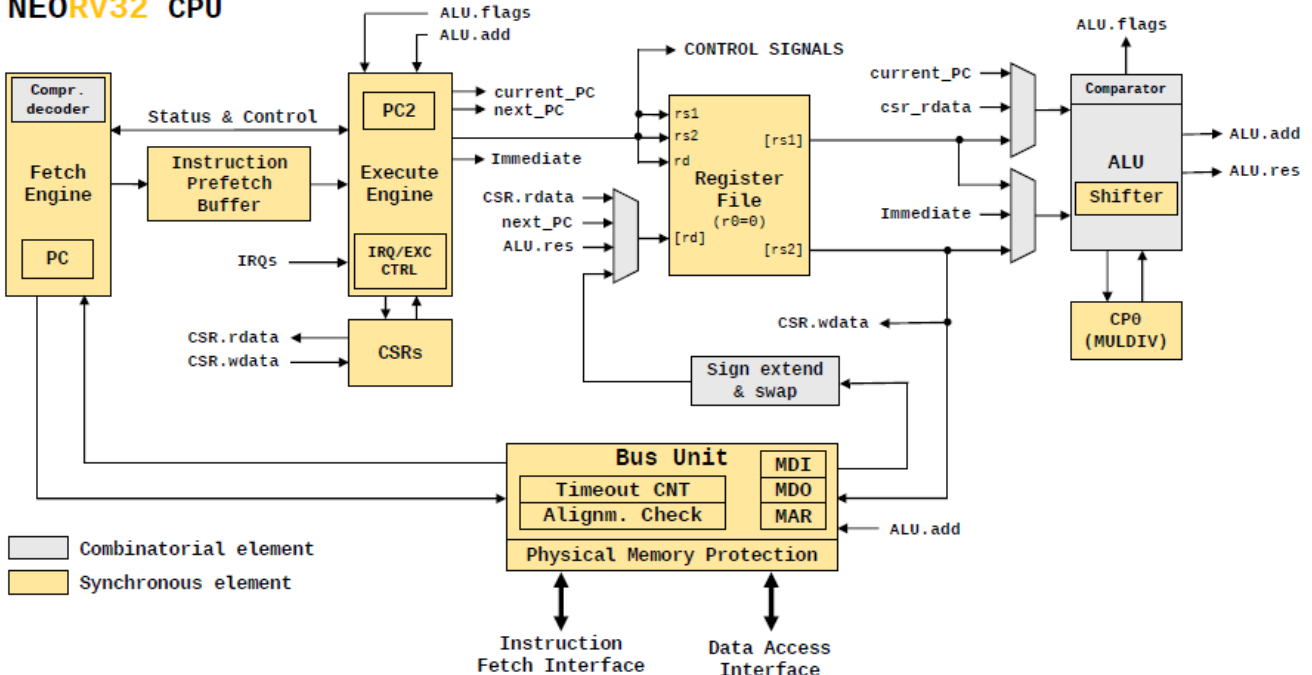 NEORV32 CPU
ALU.flags
ALU.add
ALU.flags
CONTROL SIGNALS
Compr.
decoder
Fetch
Engine
PC
Status & Control
Instruction
Prefetch
Buffer
PC2
Execute
Engine
IRQ/EXC
CTRL
IRQs
current_PC
next_PC
Immediate
CSR.rdata
CSR.wdata
CSRs
CSR.rdata
next_PC
ALU.res
rs1
rs2
rd
[rd]
[rs1]
[rs2]
Register
File
(r0=0)
current_PC
csr_rdata
Immediate
Comparator
ALU
Shifter
ALU.add
ALU.res
CP0
(MULDIV)
CSR.wdata
Sign extend
& swap
Bus Unit
Timeout CNT
Alignm. Check
MDI
MDO
MAR
ALU.add
Physical Memory Protection
Combinatorial element
Synchronous element
Instruction
Fetch Interface
Data Access
Interface